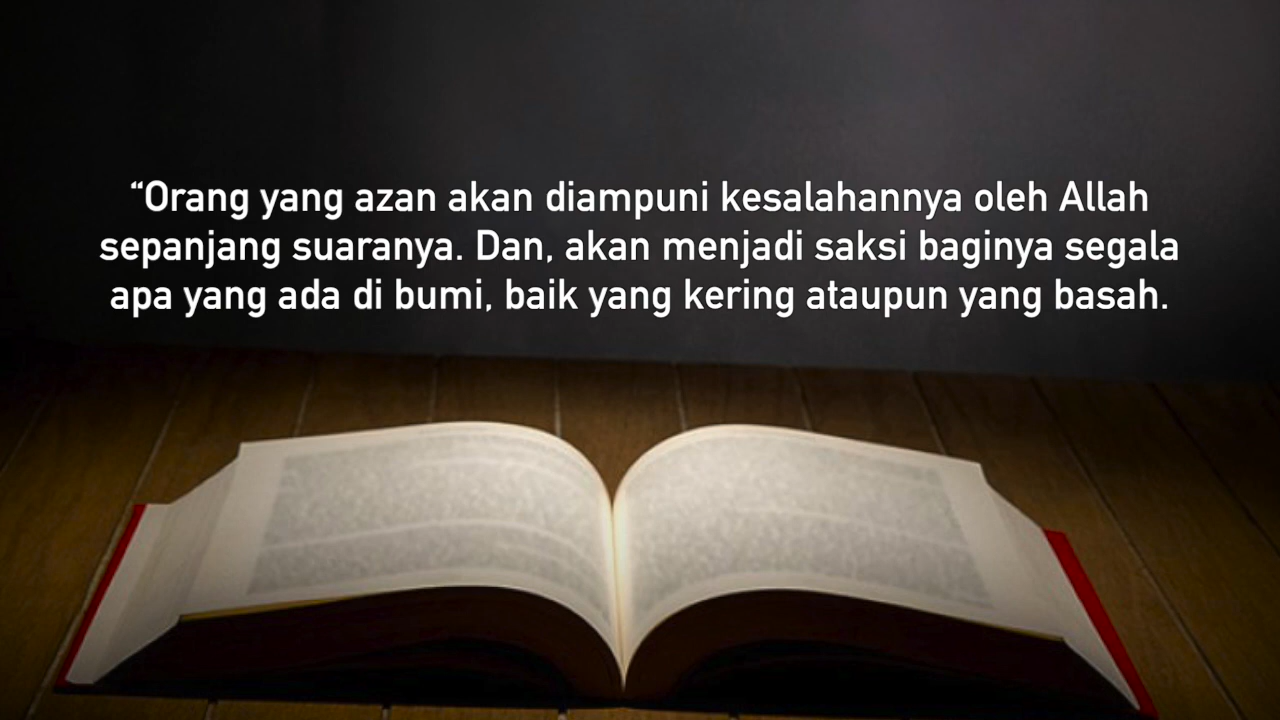 “Orang yang azan akan diampuni kesalahannya oleh Allah
sepanjang suaranya. Dan, akan menjadi saksi baginya segala
apa yang ada di bumi, baik yang kering ataupun yang basah.